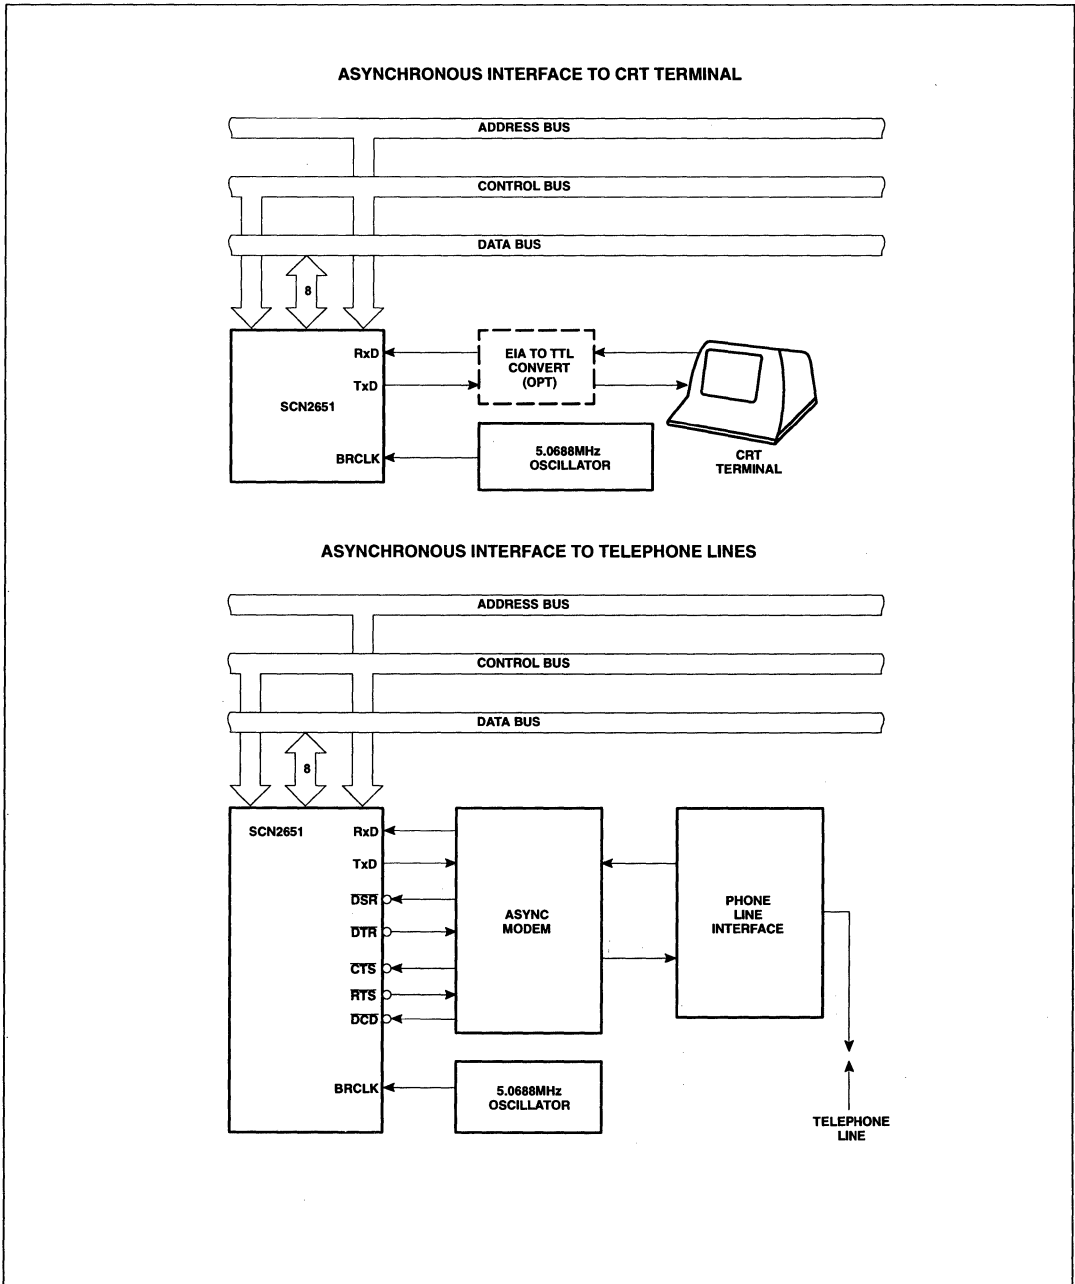 ASYNCHRONOUS INTERFACE TO CRT TERMINAL
ADDRESS BUS
CONTROL BUS
DATA BUS
8
RxD
TxD
SCN2651
BRCLK
EIA TO TTL
CONVERT
(OPT)
5.0688MHz
OSCILLATOR
CRT
TERMINAL
ASYNCHRONOUS INTERFACE TO TELEPHONE LINES
ADDRESS BUS
CONTROL BUS
DATA BUS
8
SCN2651
RxD
TxD
DSR
DTR
CTS
RTS
DCD
BRCLK
ASYNC
MODEM
5.0688MHz
OSCILLATOR
PHONE
LINE
INTERFACE
TELEPHONE
LINE